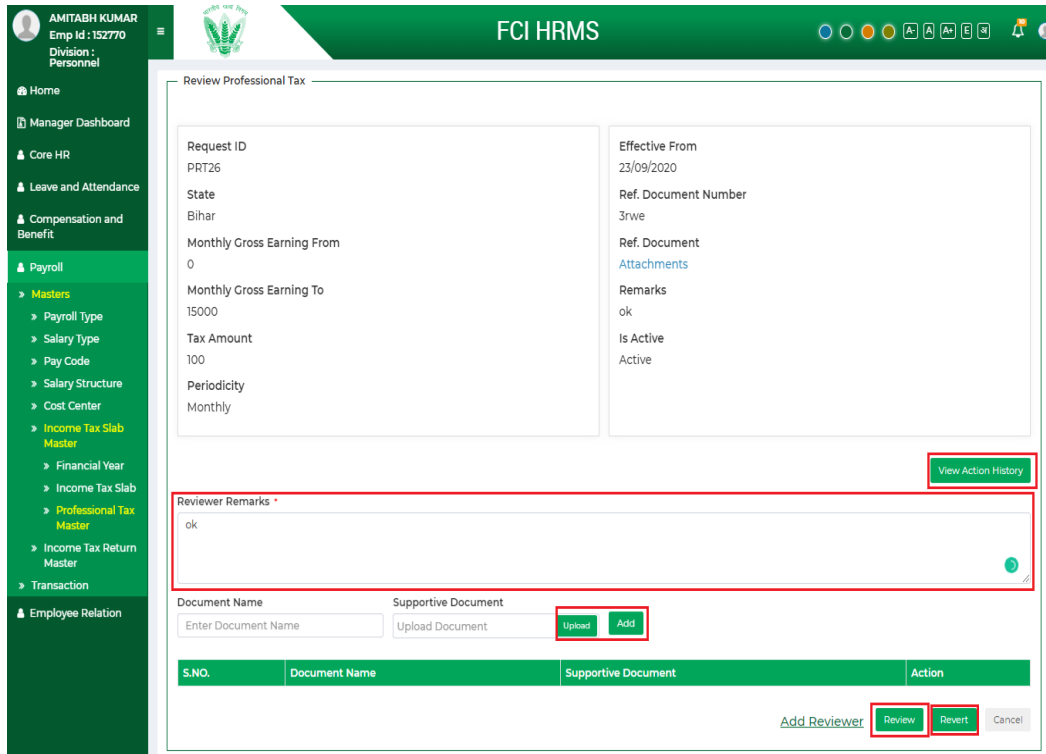 AMITABH KUMAR
Emp Id : 152770
Division :
Personnel
FCI HRMS
A- A A+ E अ
Home
Manager Dashboard
Core HR
Leave and Attendance
Compensation and
Benefit
Payroll
» Masters
» Payroll Type
» Salary Type
» Pay Code
» Salary Structure
» Cost Center
» Income Tax Slab
Master
» Financial Year
» Income Tax Slab
» Professional Tax
Master
» Income Tax Return
Master
» Transaction
Employee Relation
Review Professional Tax
Request ID
PRT26
State
Bihar
Monthly Gross Earning From
0
Monthly Gross Earning To
15000
Tax Amount
100
Periodicity
Monthly
Effective From
23/09/2020
Ref. Document Number
3rwe
Ref. Document
Attachments
Remarks
ok
Is Active
Active
View Action History
Reviewer Remarks *
ok
Document Name Supportive Document
Enter Document Name Upload Document Upload Add
S.NO. Document Name Supportive Document Action
Add Reviewer Review Revert Cancel